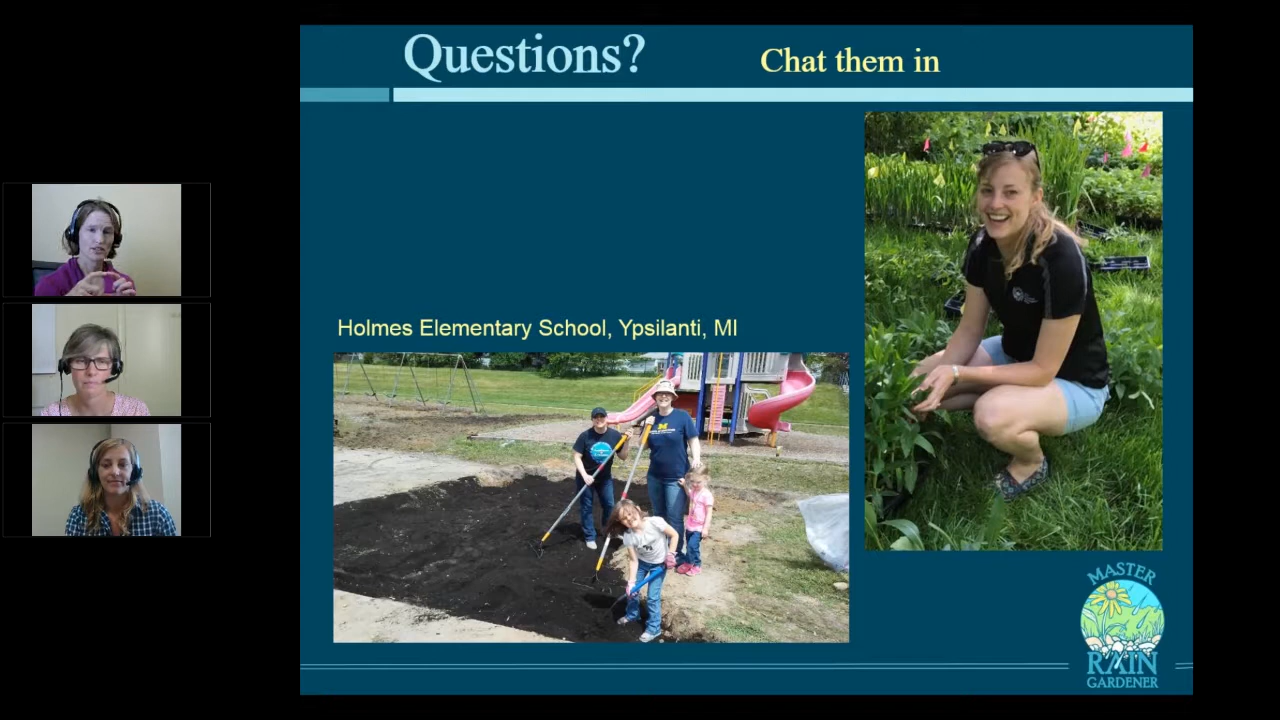 Questions?
Chat them in
Holmes Elementary School, Ypsilanti, MI
MASTER
RAIN
GARDENER